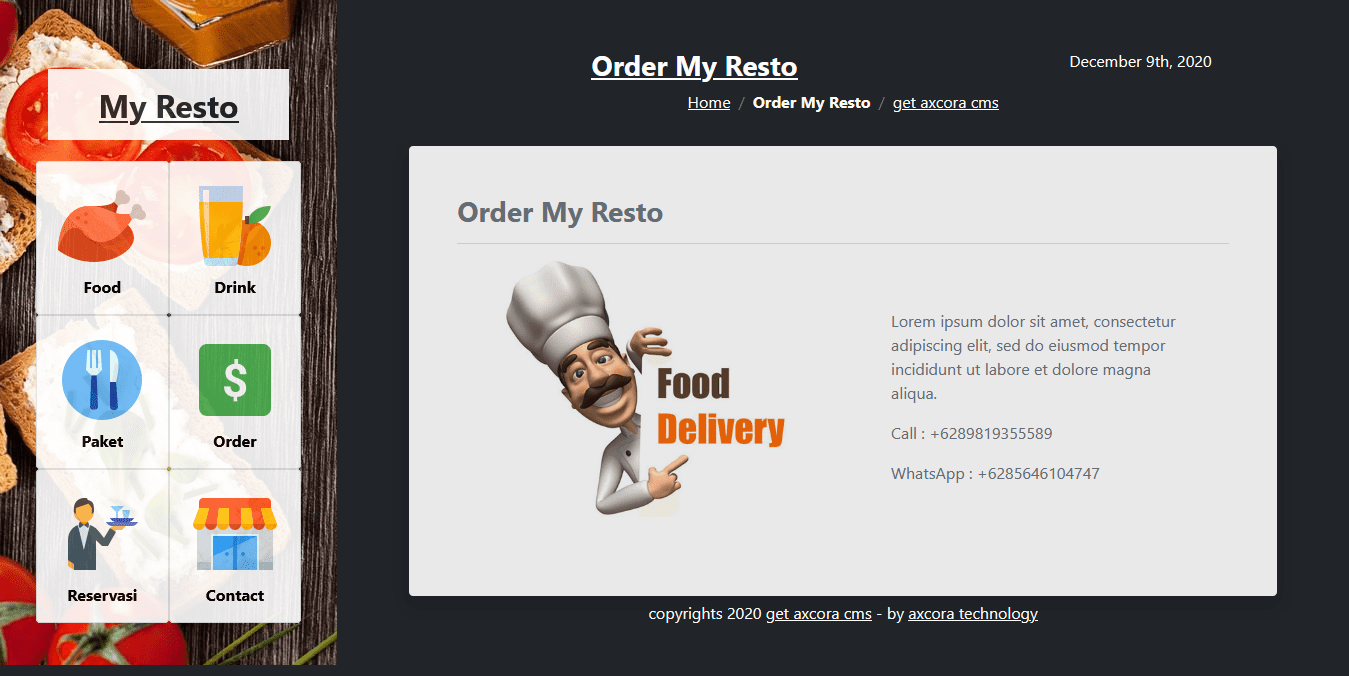 My Resto
Food
Drink
Paket
Order
Reservasi
Contact
Order My Resto
December 9th, 2020
Home / Order My Resto / get axcora cms
Order My Resto
Food
Delivery
Lorem ipsum dolor sit amet, consectetur
adipiscing elit, sed do eiusmod tempor
incididunt ut labore et dolore magna
aliqua.
Call : +6289819355589
WhatsApp : +6285646104747
copyrights 2020 get axcora cms - by axcora technology